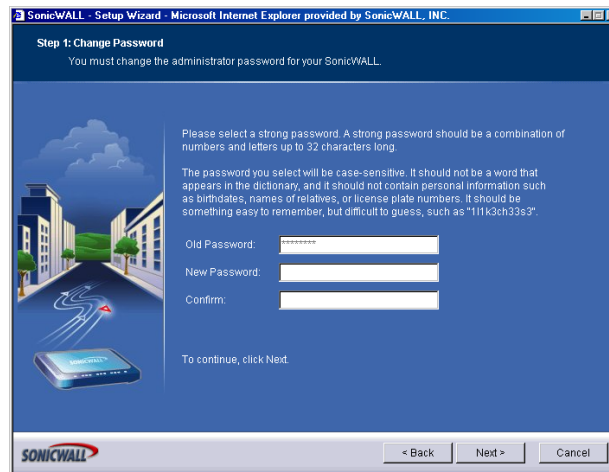 SonicWALL - Setup Wizard - Microsoft Internet Explorer provided by SonicWALL, INC.
Step 1: Change Password
You must change the administrator password for your SonicWALL.
Please select a strong password. A strong password should be a combination of
numbers and letters up to 32 characters long.
The password you select will be case-sensitive. It should not be a word that
appears in the dictionary, and it should not contain personal information such
as birthdates, names of relatives, or license plate numbers. It should be
something easy to remember, but difficult to guess, such as "1l1k3ch33s3".
Old Password: ********
New Password:
Confirm:
To continue, click Next.
SONICWALL
SONICWALL
< Back Next > Cancel